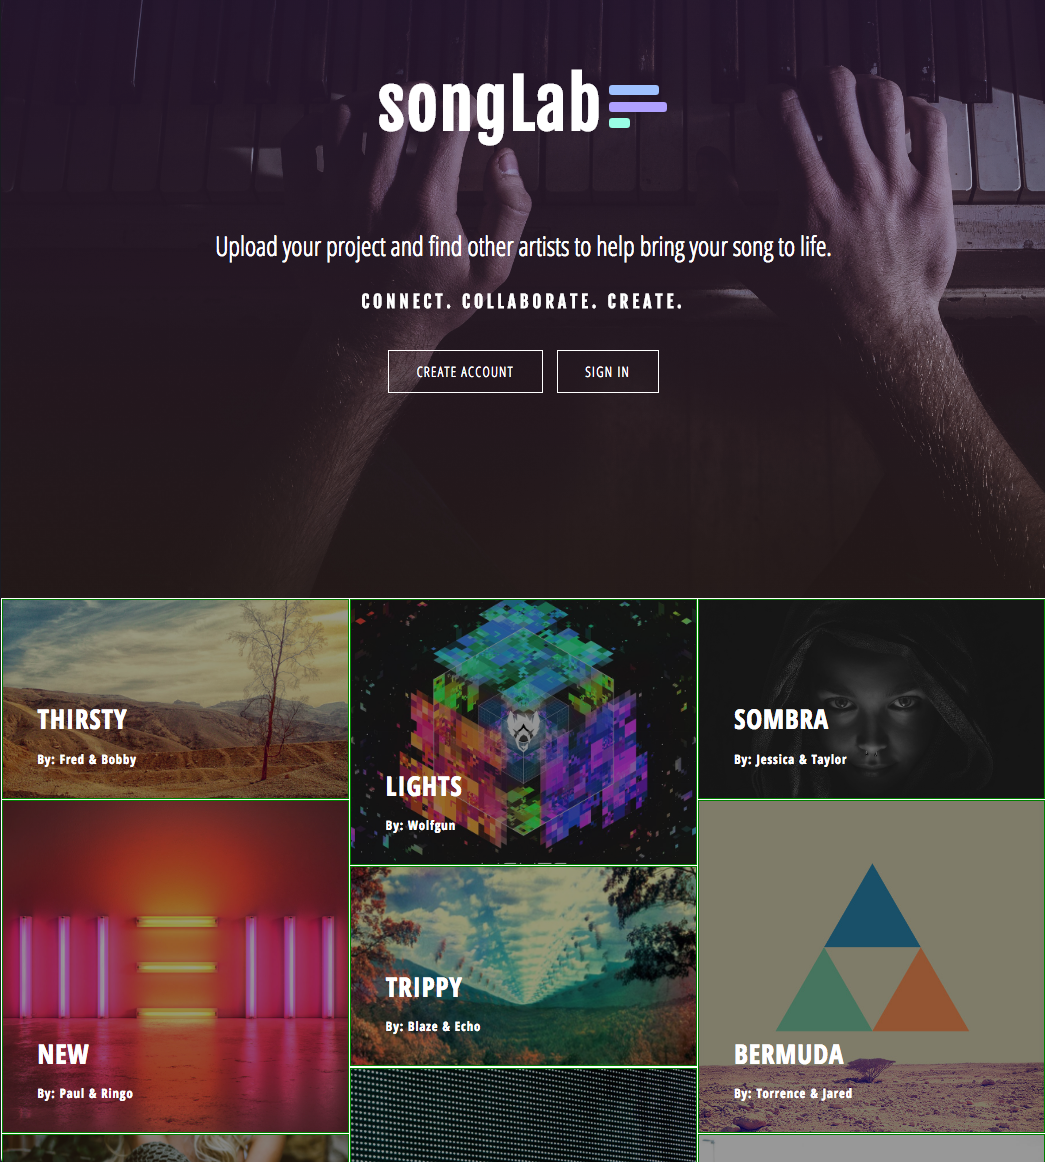 songLab
Upload your project and find other artists to help bring your song to life.
CONNECT. COLLABORATE. CREATE.
CREATE ACCOUNT
SIGN IN
THIRSTY
By: Fred & Bobby
LIGHTS
By: Wolfgun
SOMBRA
By: Jessica & Taylor
NEW
By: Paul & Ringo
TRIPPY
By: Blaze & Echo
BERMUDA
By: Torrence & Jared